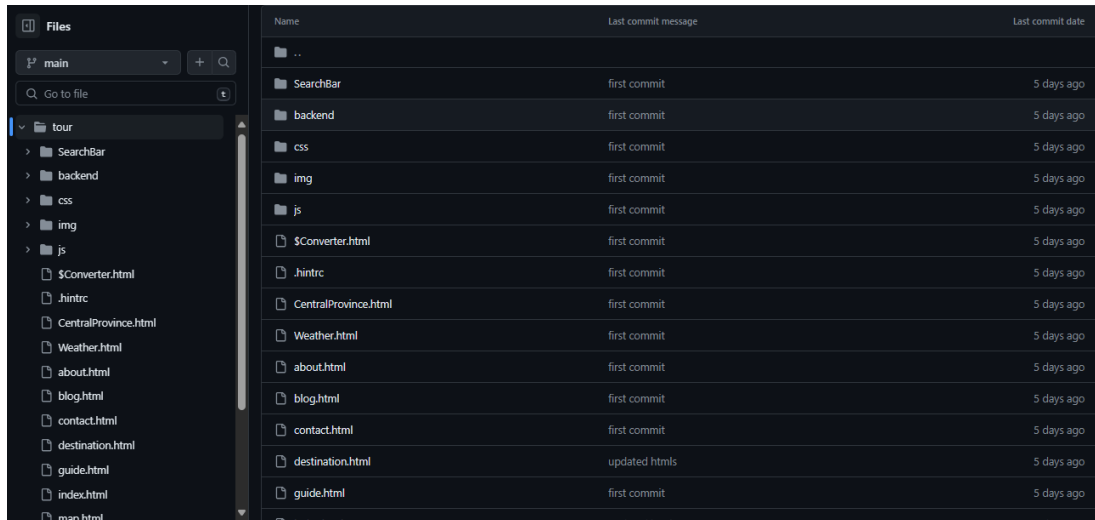 Files
main
Go to file
t
tour
SearchBar
backend
css
img
js
$Converter.html
.hintrc
CentralProvince.html
Weather.html
about.html
blog.html
contact.html
destination.html
guide.html
index.html
map.html
Name Last commit message Last commit date
..
SearchBar first commit 5 days ago
backend first commit 5 days ago
css first commit 5 days ago
img first commit 5 days ago
js first commit 5 days ago
$Converter.html first commit 5 days ago
.hintrc first commit 5 days ago
CentralProvince.html first commit 5 days ago
Weather.html first commit 5 days ago
about.html first commit 5 days ago
blog.html first commit 5 days ago
contact.html first commit 5 days ago
destination.html updated htmls 5 days ago
guide.html first commit 5 days ago